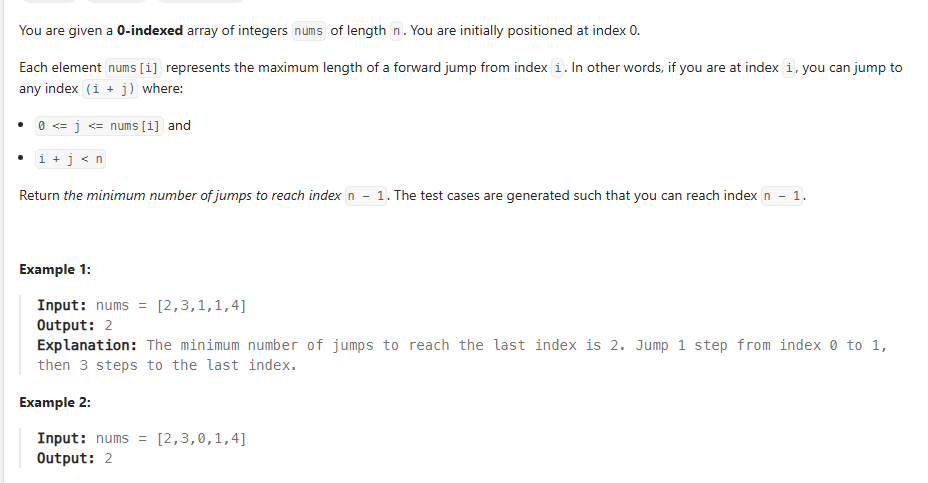 You are given a 0-indexed array of integers nums of length n. You are initially positioned at index 0.
Each element nums[i] represents the maximum length of a forward jump from index i. In other words, if you are at index i, you can jump to
any index (i + j) where:
• 0 <= j <= nums[i] and
• i + j < n
Return the minimum number of jumps to reach index n - 1. The test cases are generated such that you can reach index n - 1.
Example 1:
Input: nums = [2,3,1,1,4]
Output: 2
Explanation: The minimum number of jumps to reach the last index is 2. Jump 1 step from index 0 to 1,
then 3 steps to the last index.
Example 2:
Input: nums = [2,3,0,1,4]
Output: 2